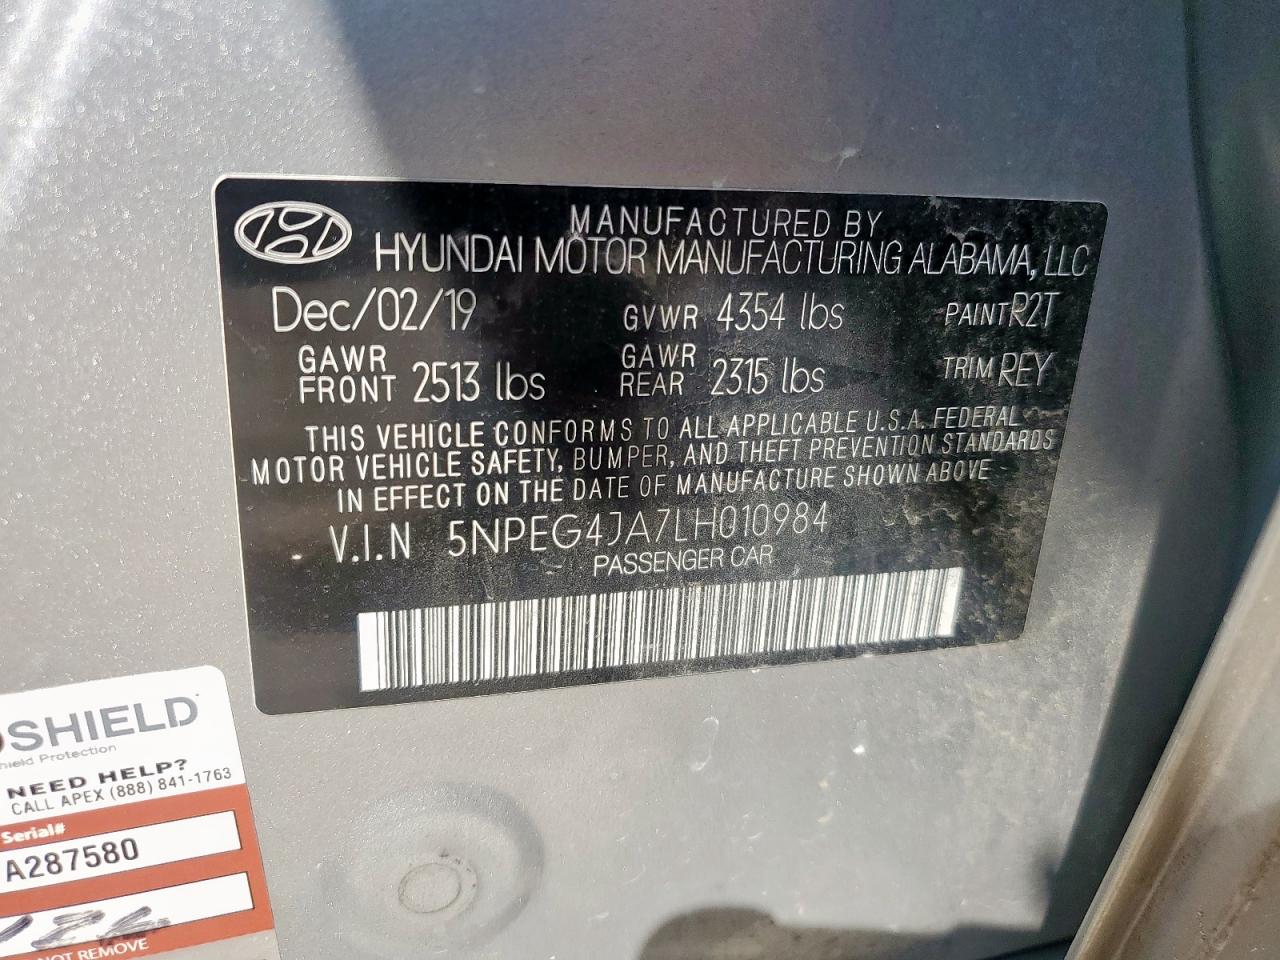 MANUFACTURED BY
HYUNDAI MOTOR MANUFACTURING ALABAMA, LLC
Dec/02/19 GVWR 4354 lbs PAINT R2T
GAWR FRONT 2513 lbs GAWR REAR 2315 lbs TRIM REY
THIS VEHICLE CONFORMS TO ALL APPLICABLE U.S.A. FEDERAL
MOTOR VEHICLE SAFETY, BUMPER, AND THEFT PREVENTION STANDARDS
IN EFFECT ON THE DATE OF MANUFACTURE SHOWN ABOVE
V.I.N 5NPEG4JA7LH010984
PASSENGER CAR
SHIELD
Protection
NEED HELP?
CALL APEX (888) 841-1763
Serial#
A287580
NOT REMOVE